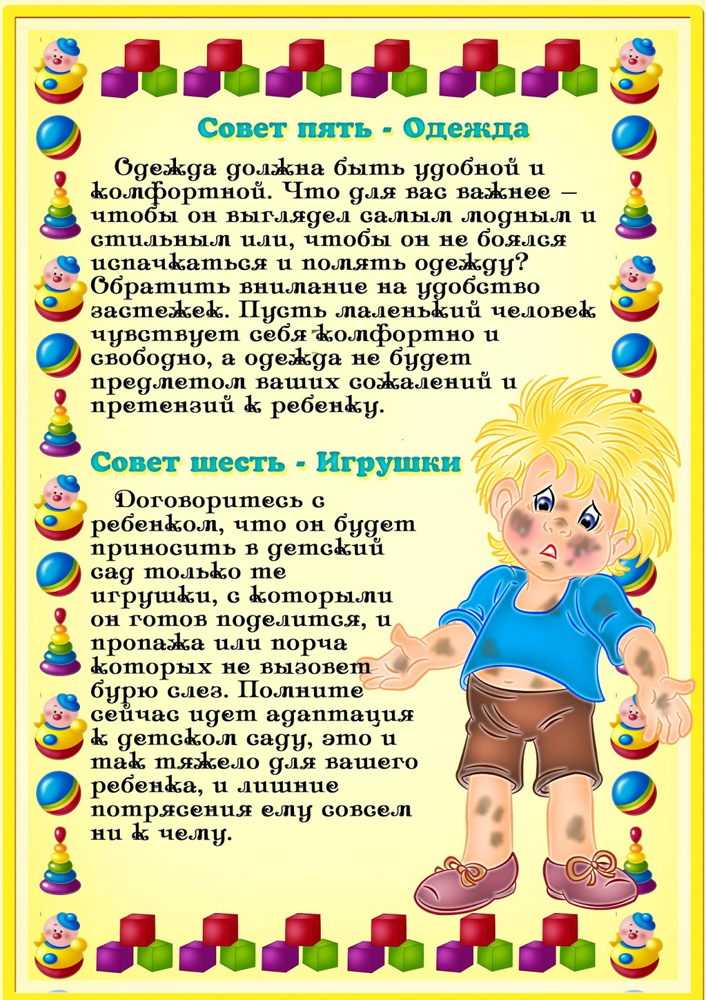 Совет пять - Одежда
Одежда должна быть удобной и
комфортной. Что для вас важнее –
чтобы он выглядел самым модным и
стильным или, чтобы он не боялся
испачкаться и помять одежду?
Обратить внимание на удобство
застежек. Пусть маленький человек
чувствует себя комфортно и
свободно, а одежда не будет
предметом ваших сожалений и
претензий к ребенку.
Совет шесть - Игрушки
Договоритесь с
ребенком, что он будет
приносить в детский
сад только те
игрушки, с которыми
он готов поделится, и
пропажа или порча
которых не вызовет
бурю слез. Помните
сейчас идет адаптация
к детском саду, это и
так тяжело для вашего
ребенка, и лишние
потрясения ему совсем
ни к чему.